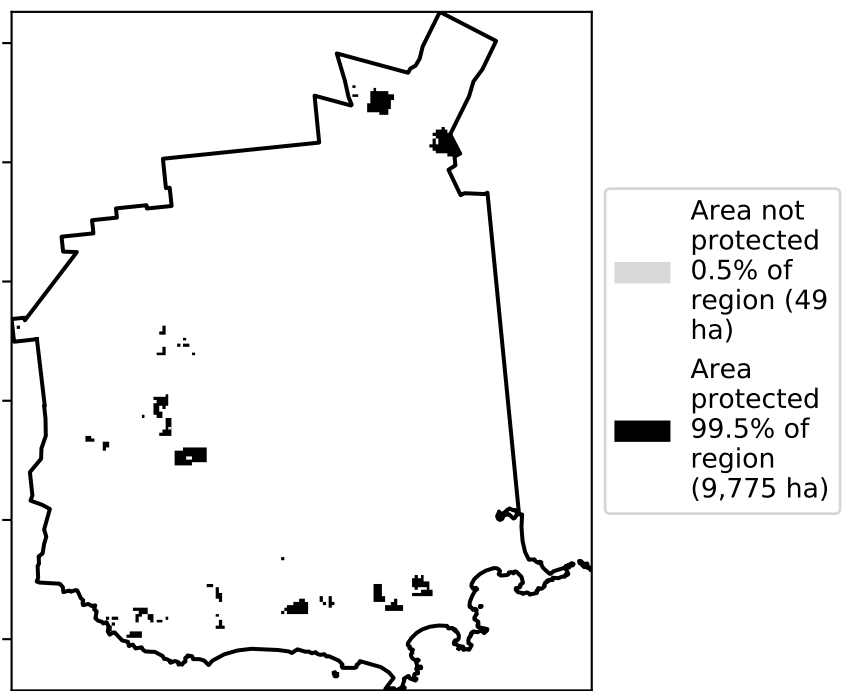 Area not
protected
0.5% of
region (49
ha)
Area
protected
99.5% of
region
(9,775 ha)